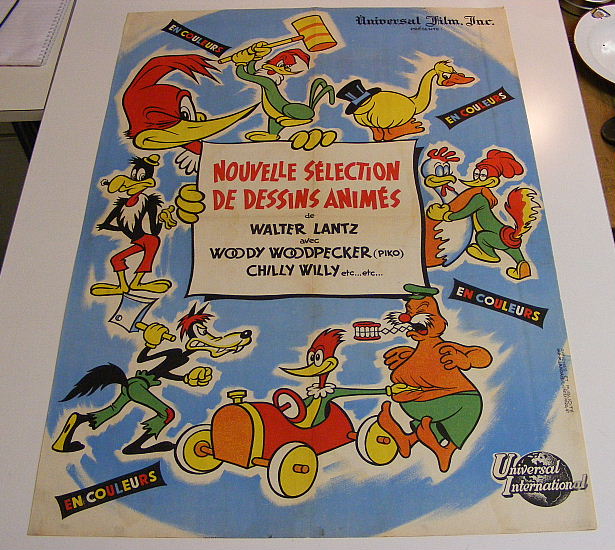 Universal Film, Inc.
PRÉSENTE :
EN COULEURS
EN COULEURS
NOUVELLE SÉLECTION
DE DESSINS ANIMÉS
de
WALTER LANTZ
avec
WOODY WOODPECKER (PIKO)
CHILLY WILLY etc...etc...
EN COULEURS
EN COULEURS
Universal
International